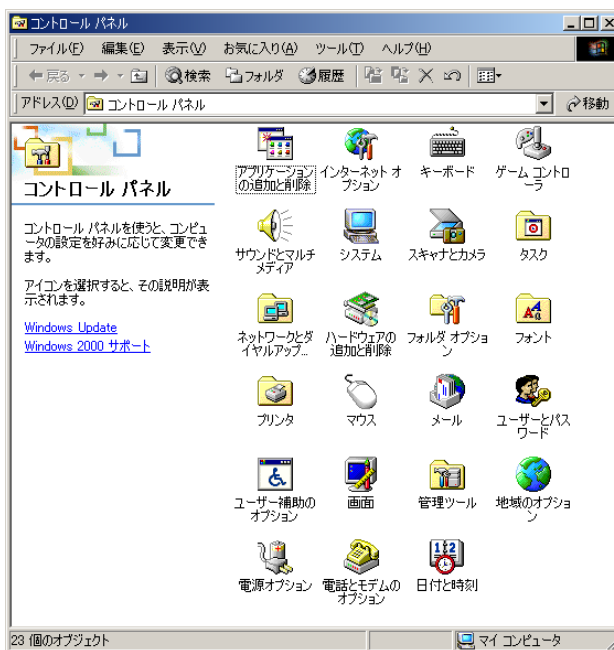 コントロール パネル
ファイル(F) 編集(E) 表示(V) お気に入り(A) ツール(T) ヘルプ(H)
戻る 検索 フォルダ 履歴
アドレス(D) コントロール パネル 移動
コントロール パネル
コントロール パネルを使うと、コンピュ
ータの設定を好みに応じて変更でき
ます。
アイコンを選択すると、その説明が表
示されます。
Windows Update
Windows 2000 サポート
アプリケーション
の追加と削除
インターネット オ
プション
キーボード
ゲーム コントロ
ーラ
サウンドとマルチ
メディア
システム
スキャナとカメラ
タスク
ネットワークとダ
イヤルアップ...
ハードウェアの
追加と削除
フォルダ オプショ
ン
フォント
プリンタ
マウス
メール
ユーザーとパス
ワード
ユーザー補助の
オプション
画面
管理ツール
地域のオプショ
ン
電源オプション
電話とモデムの
オプション
日付と時刻
23 個のオブジェクト
マイ コンピュータ